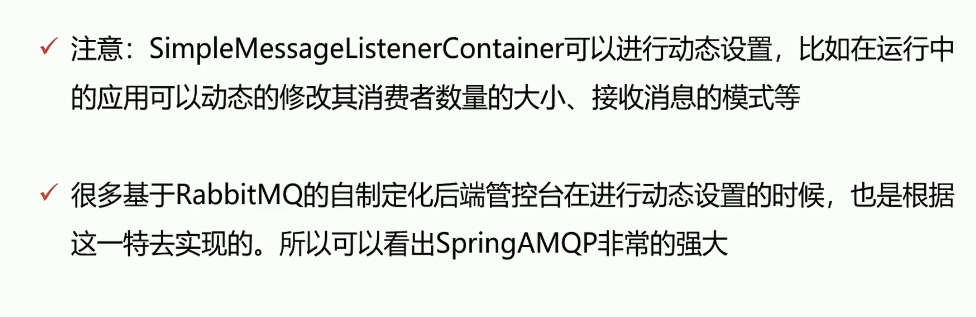 ✓ 注意：SimpleMessageListenerContainer可以进行动态设置，比如在运行中
的应用可以动态的修改其消费者数量的大小、接收消息的模式等
✓ 很多基于RabbitMQ的自制定化后端管控台在进行动态设置的时候，也是根据
这一特去实现的。所以可以看出SpringAMQP非常的强大